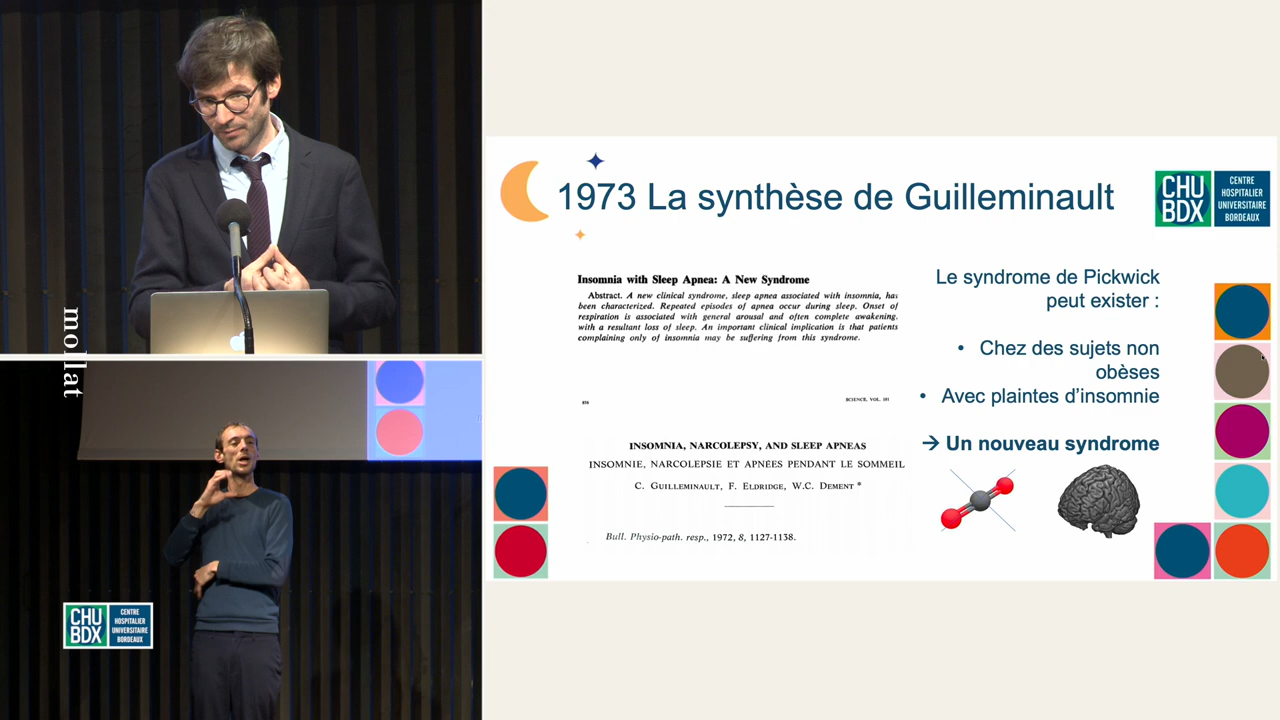 mollat
CHU
BDX
CENTRE
HOSPITALIER
UNIVERSITAIRE
BORDEAUX
1973 La synthèse de Guilleminault
CHU
BDX
CENTRE
HOSPITALIER
UNIVERSITAIRE
BORDEAUX
Insomnia with Sleep Apnea: A New Syndrome
Abstract. A new clinical syndrome, sleep apnea associated with insomnia, has
been characterized. Repeated episodes of apnea occur during sleep. Onset of
respiration is associated with general arousal and often complete awakening,
with a resultant loss of sleep. An important clinical implication is that patients
complaining only of insomnia may be suffering from this syndrome.
856
SCIENCE, VOL. 181
INSOMNIA, NARCOLEPSY, AND SLEEP APNEAS
INSOMNIE, NARCOLEPSIE ET APNÉES PENDANT LE SOMMEIL
C. GUILLEMINAULT, F. ELDRIDGE, W.C. DEMENT *
Bull. Physio-path. resp., 1972, 8, 1127-1138.
Le syndrome de Pickwick
peut exister :
• Chez des sujets non
obèses
• Avec plaintes d'insomnie
→ Un nouveau syndrome